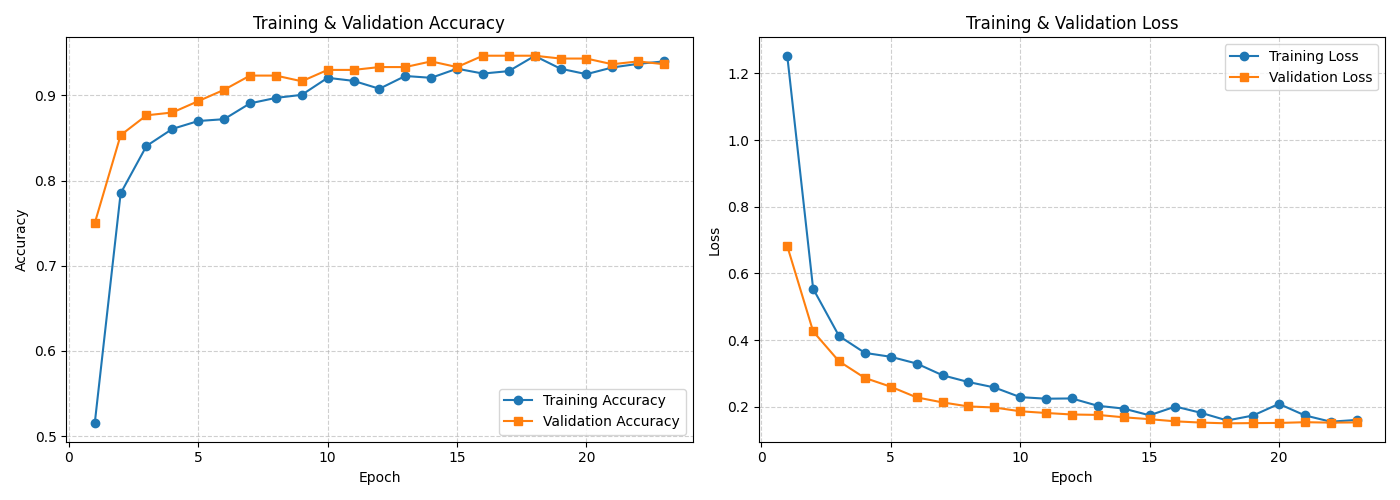 Training & Validation Accuracy
Accuracy
0.9
0.8
0.7
0.6
0.5
0
5
10
15
20
Epoch
Training Accuracy
Validation Accuracy
Training & Validation Loss
Loss
1.2
1.0
0.8
0.6
0.4
0.2
0
5
10
15
20
Epoch
Training Loss
Validation Loss